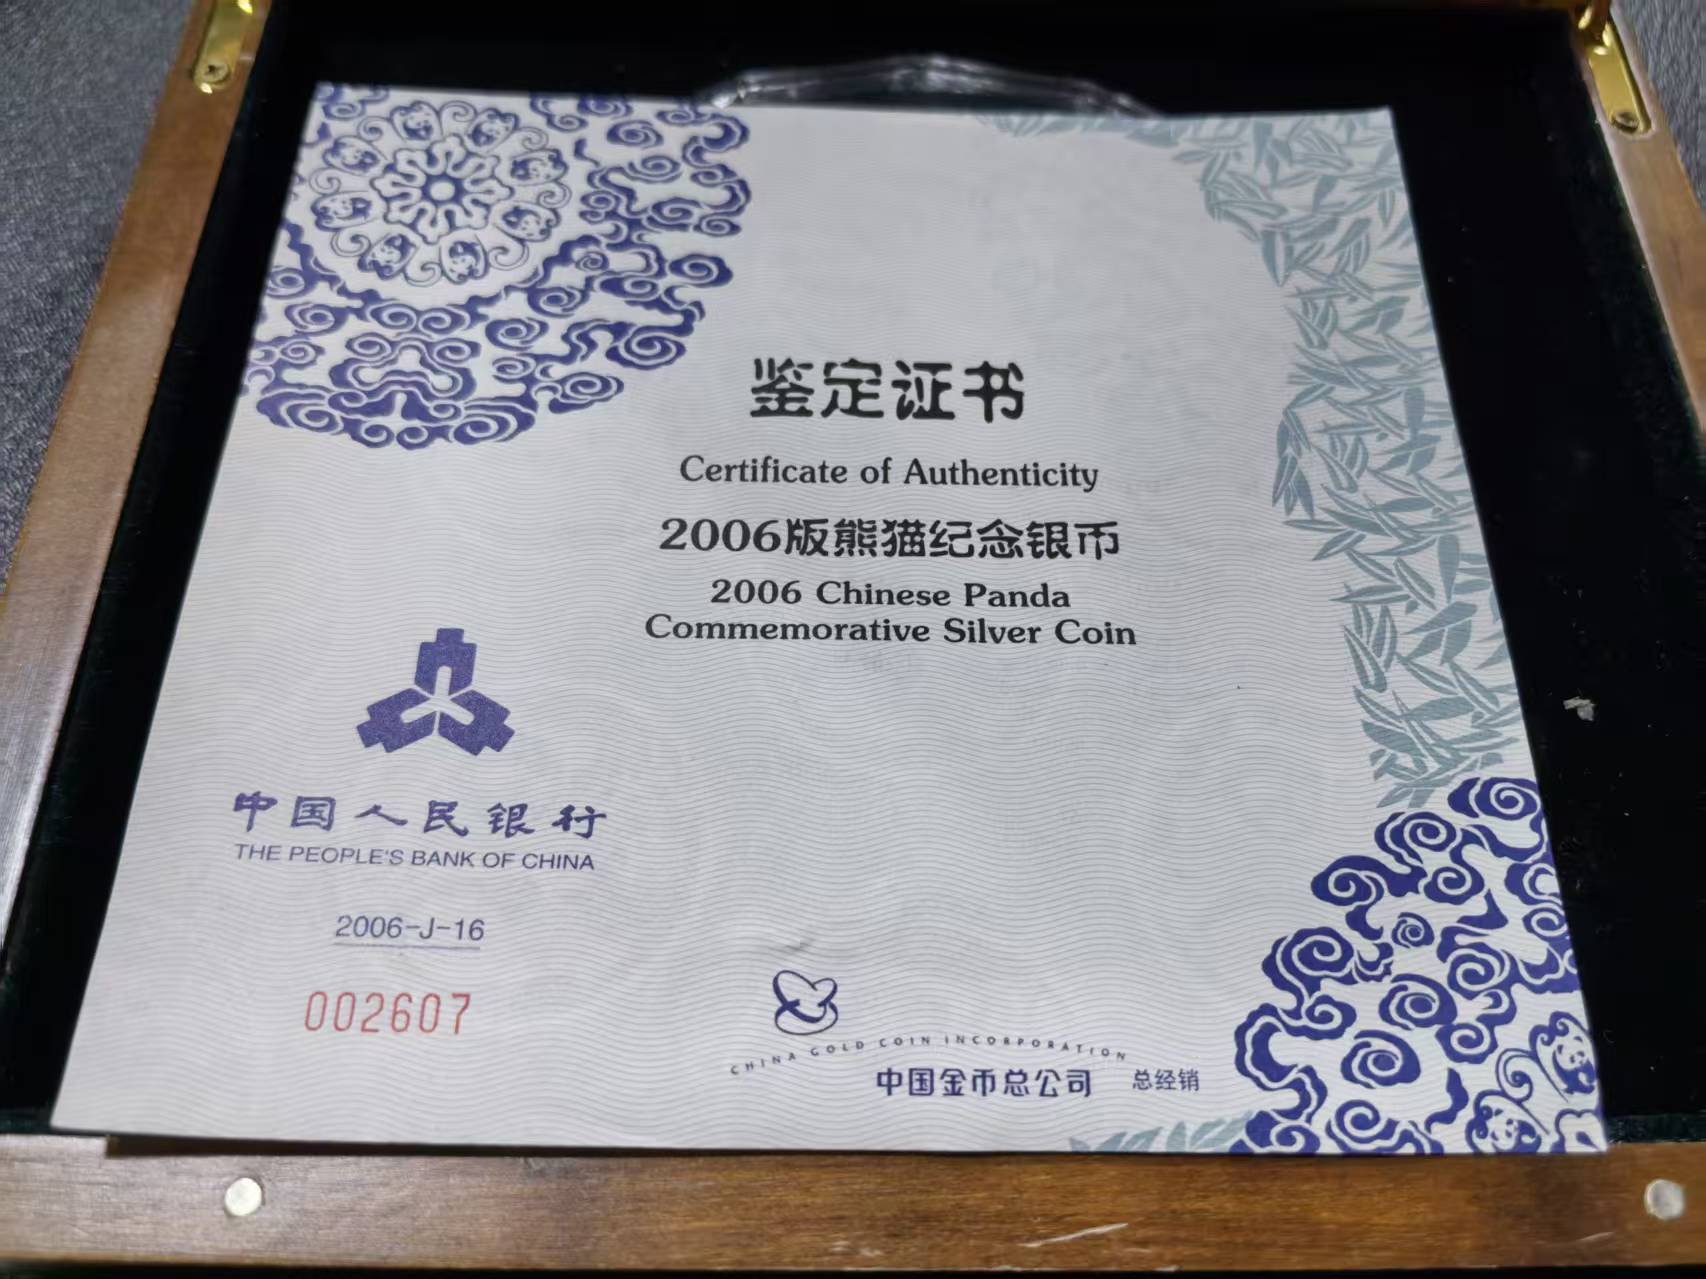 鉴定证书
Certificate of Authenticity
2006版熊猫纪念银币
2006 Chinese Panda
Commemorative Silver Coin
中国人民银行
THE PEOPLE'S BANK OF CHINA
2006-J-16
002607
CHINA GOLD COIN INCORPORATION
中国金币总公司 总经销